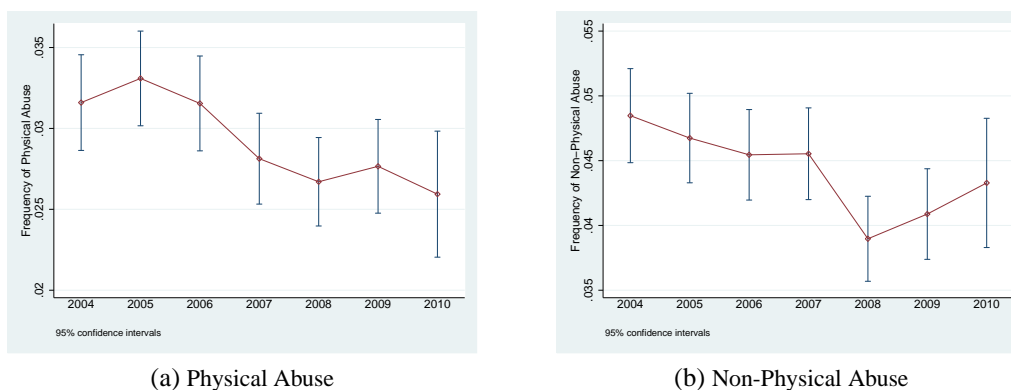 Frequency of Physical Abuse
.035
.03
.025
.02
2004 2005 2006 2007 2008 2009 2010
95% confidence intervals
(a) Physical Abuse
Frequency of Non−Physical Abuse
.055
.05
.045
.04
.035
2004 2005 2006 2007 2008 2009 2010
95% confidence intervals
(b) Non-Physical Abuse